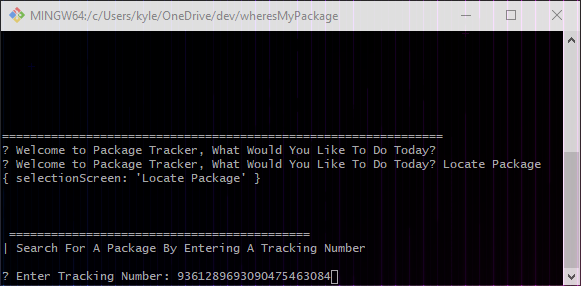 MINGW64:/c/Users/kyle/OneDrive/dev/wheresMyPackage
===============================================================
? Welcome to Package Tracker, What Would You Like To Do Today?
? Welcome to Package Tracker, What Would You Like To Do Today? Locate Package
{ selectionScreen: 'Locate Package' }
===========================================
| Search For A Package By Entering A Tracking Number
? Enter Tracking Number: 9361289693090475463084